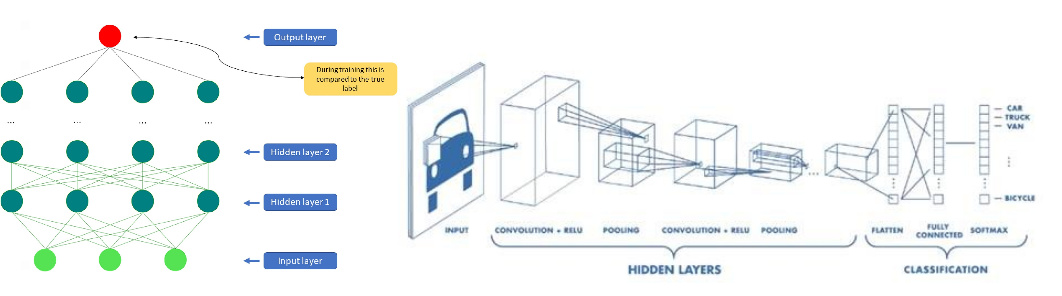 Output layer
During training this is
compared to the true
label
...
...
...
...
Hidden layer 2
Hidden layer 1
Input layer
INPUT
CONVOLUTION + RELU
POOLING
CONVOLUTION + RELU
POOLING
...
HIDDEN LAYERS
CAR
TRUCK
VAN
BICYCLE
FLATTEN
FULLY
CONNECTED
SOFTMAX
CLASSIFICATION